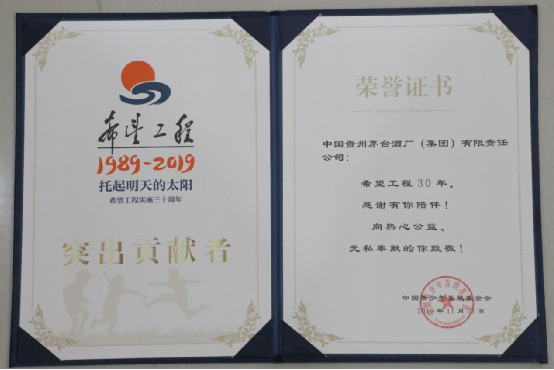 希望工程
1989-2019
托起明天的太阳
希望工程实施三十周年
突出贡献者
荣誉证书
中国贵州茅台酒厂（集团）有限责任
公司：
希望工程30年，
感谢有你陪伴！
向热心公益、
无私奉献的你致敬！
中国青少年发展基金会